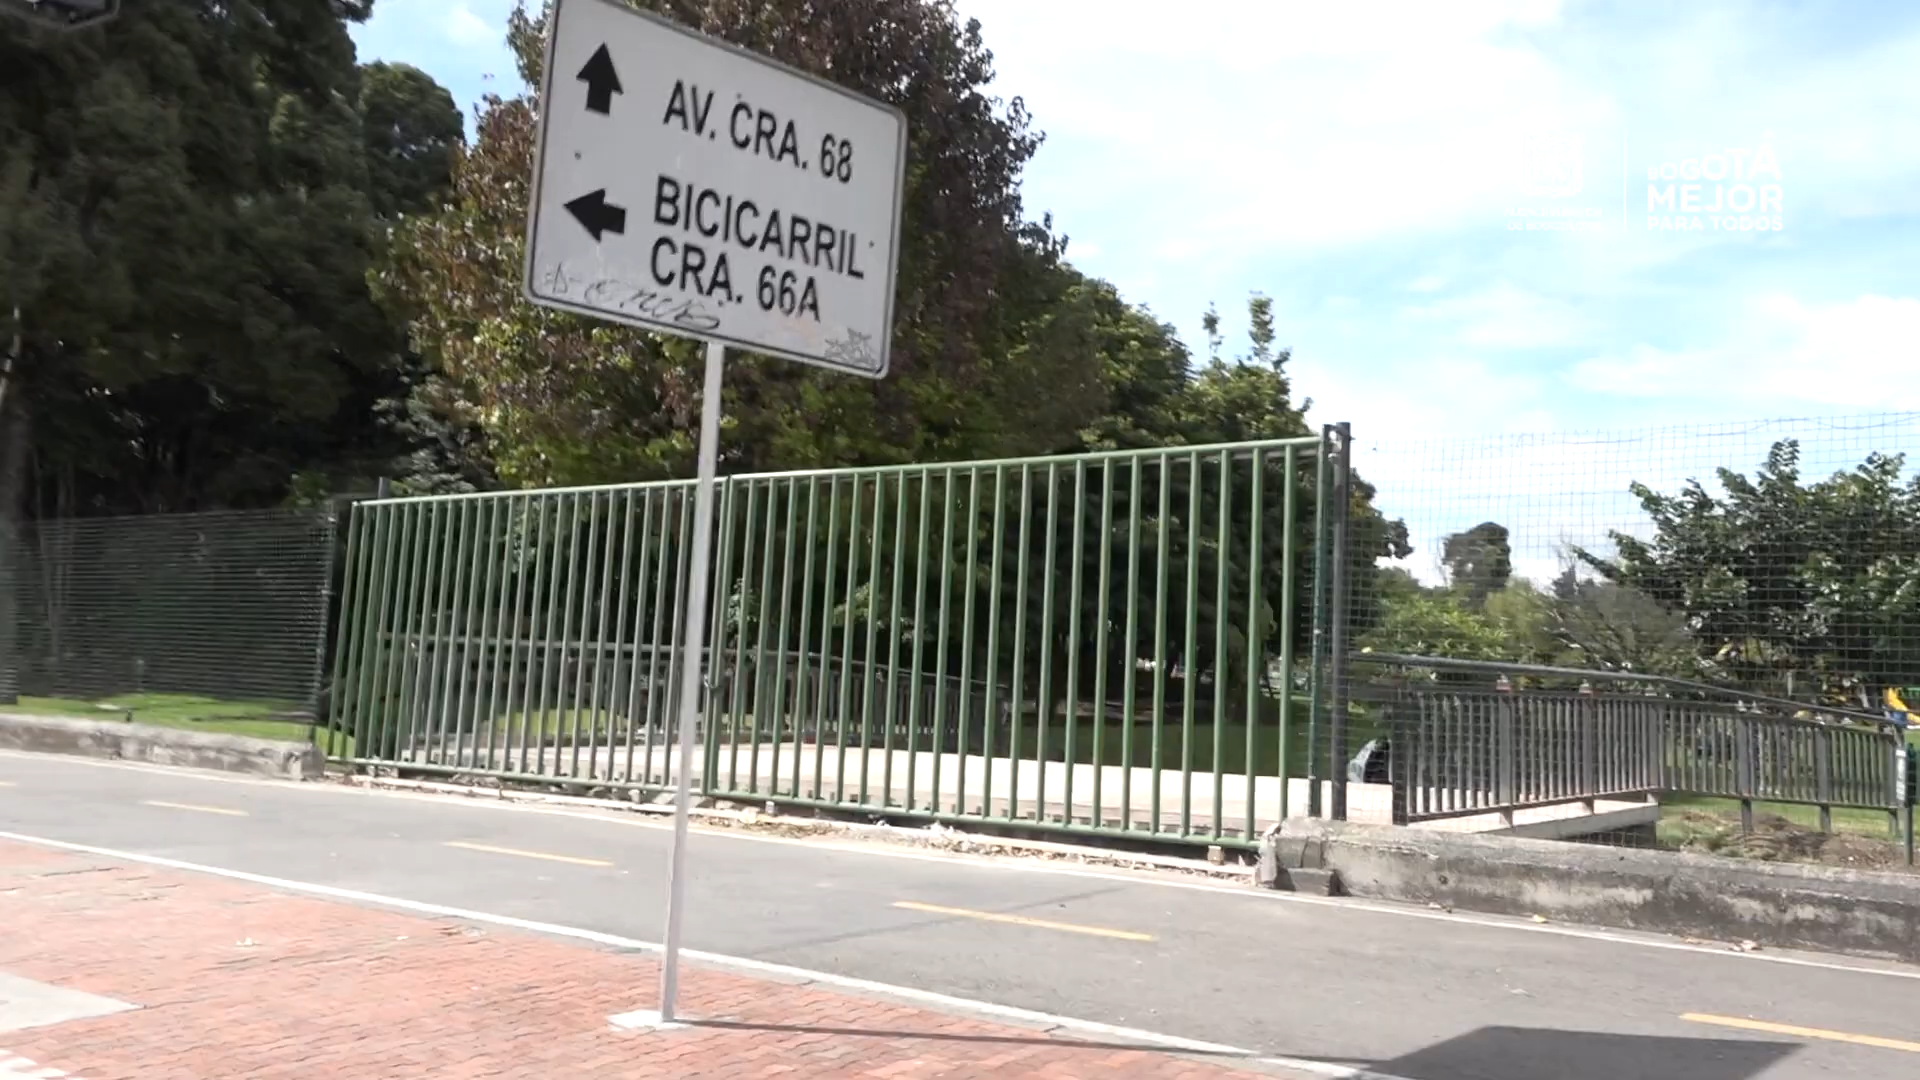 AV. CRA. 68
BICICARRIL
CRA. 66A
BOGOTÁ
MEJOR
PARA TODOS